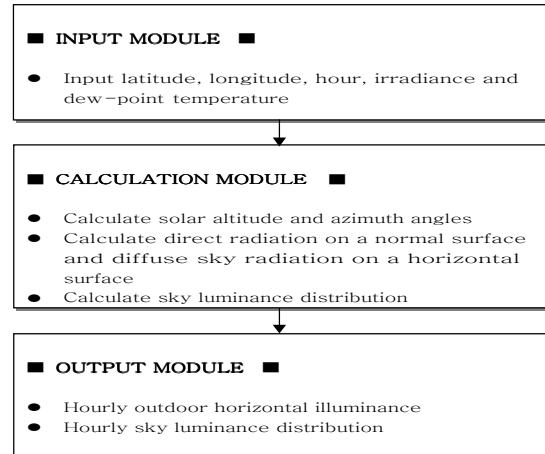 ■ INPUT MODULE ■
● Input latitude, longitude, hour, irradiance and
dew-point temperature
■ CALCULATION MODULE ■
● Calculate solar altitude and azimuth angles
● Calculate direct radiation on a normal surface
and diffuse sky radiation on a horizontal
surface
● Calculate sky luminance distribution
■ OUTPUT MODULE ■
● Hourly outdoor horizontal illuminance
● Hourly sky luminance distribution